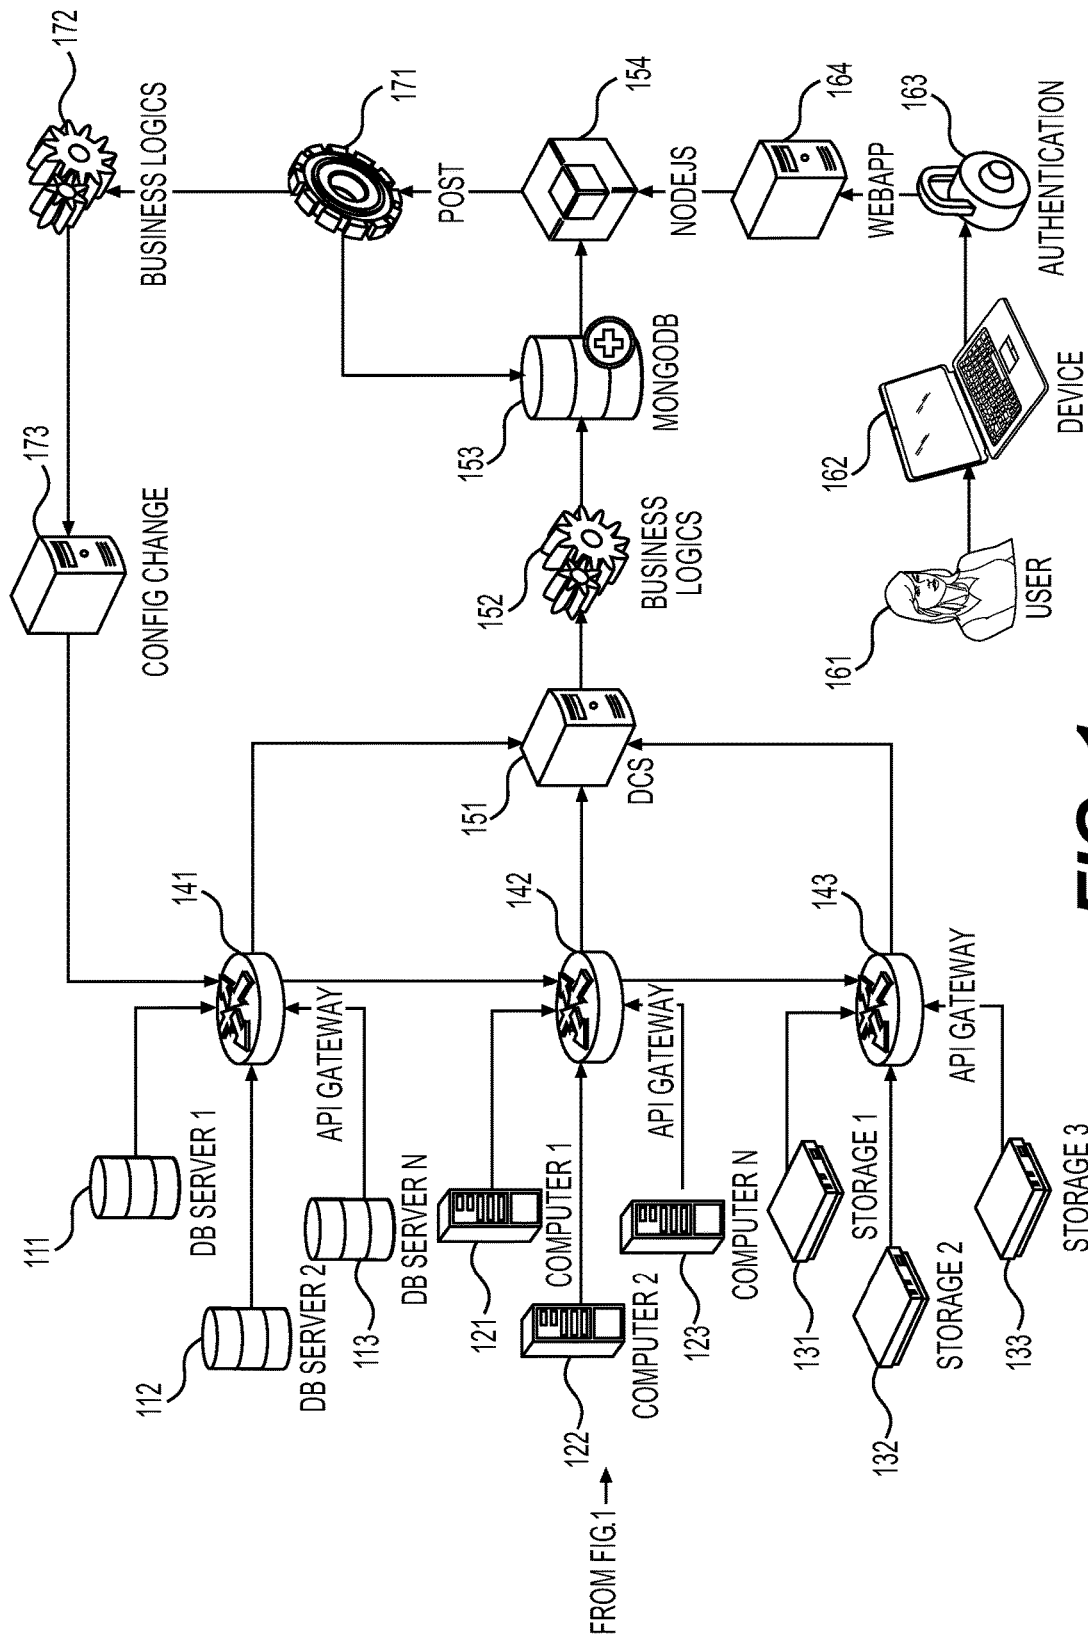 172
BUSINESS LOGICS
171
POST
154
NODEJS
164
WEBAPP
163
AUTHENTICATION
173
CONFIG CHANGE
153
MONGODB
152
BUSINESS
LOGICS
162
DEVICE
161
USER
151
DCS
141
API GATEWAY
142
API GATEWAY
143
API GATEWAY
111
DB SERVER 1
112
DB SERVER 2
113
DB SERVER N
121
COMPUTER 1
122
COMPUTER 2
123
COMPUTER N
131
STORAGE 1
132
STORAGE 2
133
STORAGE 3
FROM FIG.1
FIG. 1